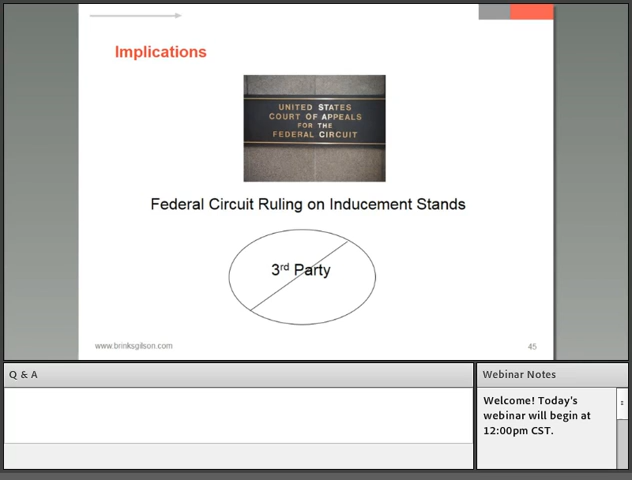 Implications
UNITED STATES
COURT OF APPEALS
FOR THE
FEDERAL CIRCUIT
Federal Circuit Ruling on Inducement Stands
3rd Party
www.brinksgilson.com
45
Q & A
Webinar Notes
Welcome! Today's
webinar will begin at
12:00pm CST.